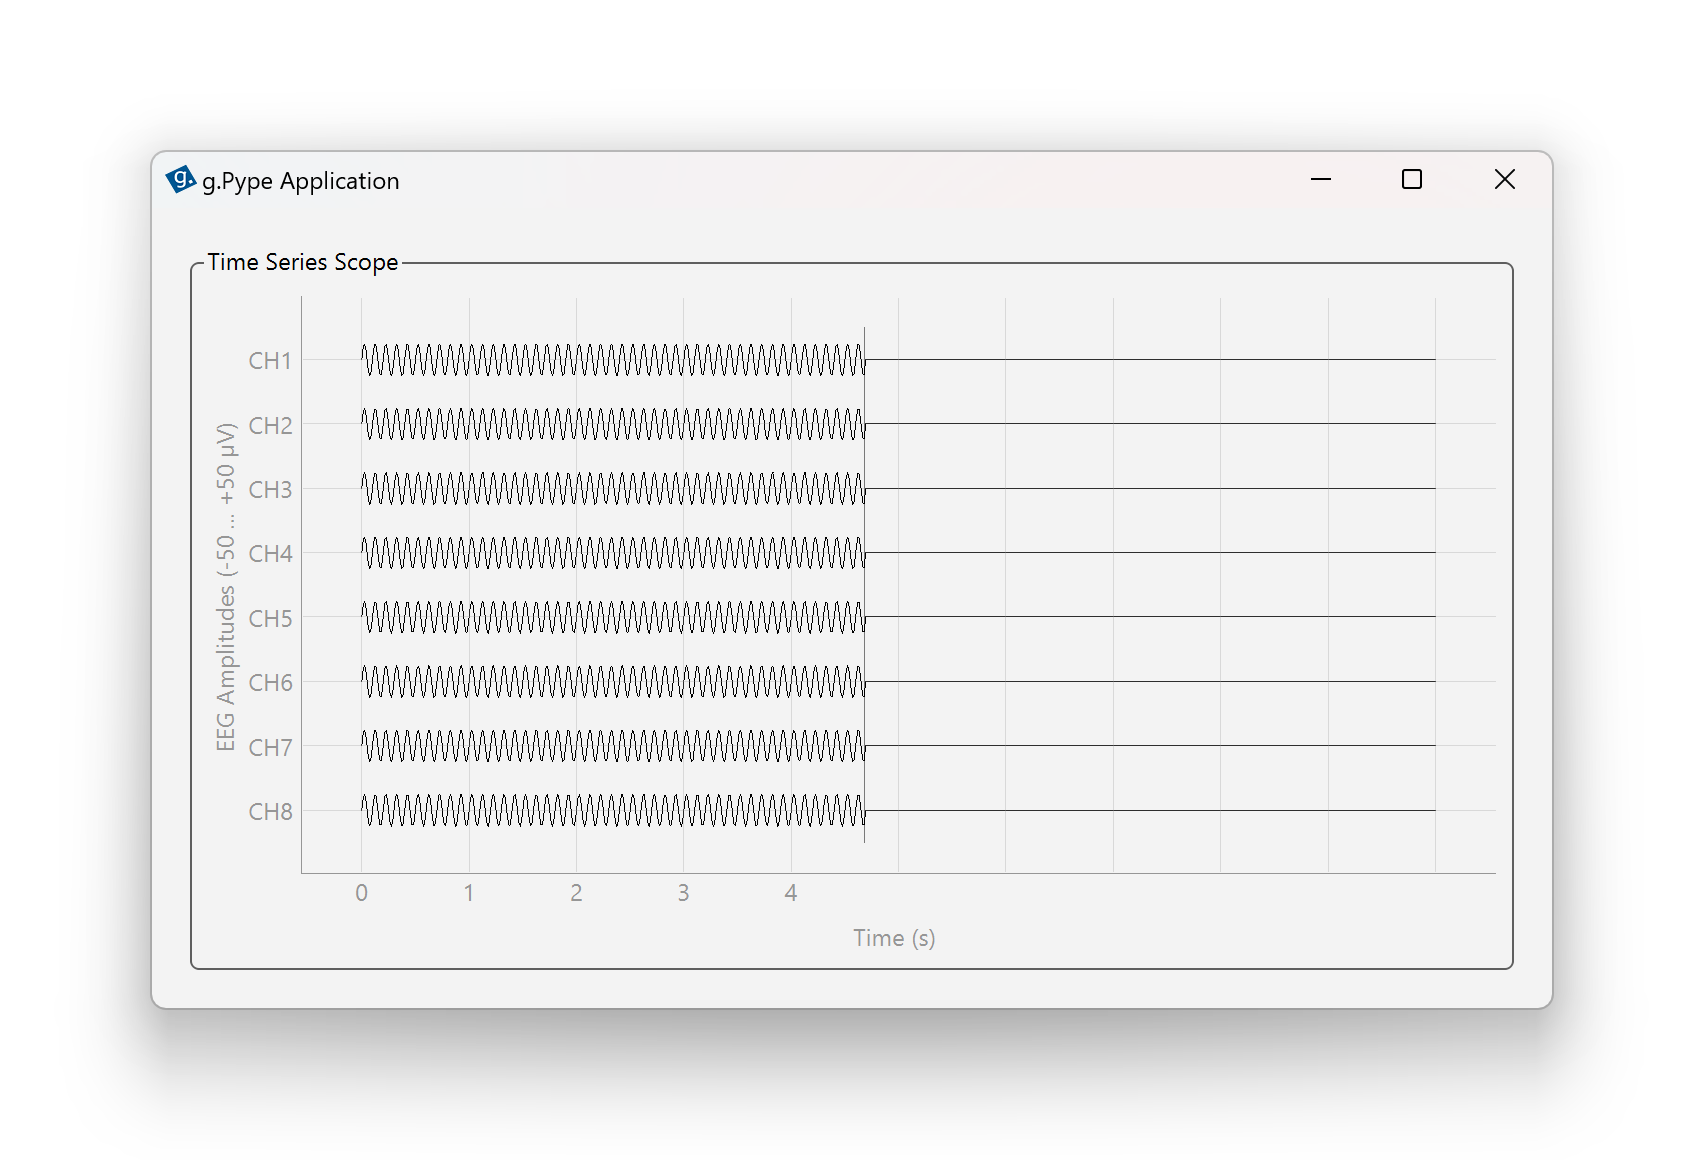 g. g.Pype Application
Time Series Scope
EEG Amplitudes (-50 ... +50 µV)
CH1
CH2
CH3
CH4
CH5
CH6
CH7
CH8
0 1 2 3 4
Time (s)